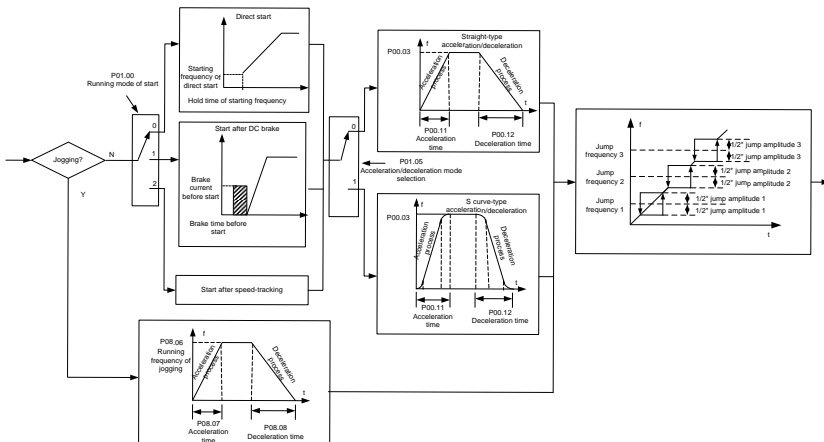 P01.00
Running mode of start
Jogging?
N
Y
0
1
2
Direct start
f
Starting
frequency of
direct start
t
Hold time of starting frequency
Start after DC brake
Start
Brake
current
before start
Brake time before
start
Start after speed-tracking
0
1
P01.05
Acceleration/deceleration mode
selection
Straight-type
acceleration/deceleration
f
P00.03
Acceleration
process
Deceleration
process
t
P00.11
Acceleration
time
P00.12
Deceleration time
S curve-type
acceleration/deceleration
f
P00.03
Acceleration
process
Deceleration
process
t
P00.11
Acceleration
time
P00.12
Deceleration time
f
P08.06
Running
frequency of
jogging
Acceleration
process
Deceleration
process
t
P08.07
Acceleration
time
P08.08
Deceleration time
f
Jump
frequency 3
Jump
frequency 2
Jump
frequency 1
1/2" jump amplitude 3
1/2" jump amplitude 3
1/2" jump amplitude 2
1/2" jump amplitude 2
1/2" jump amplitude 1
1/2" jump amplitude 1
t